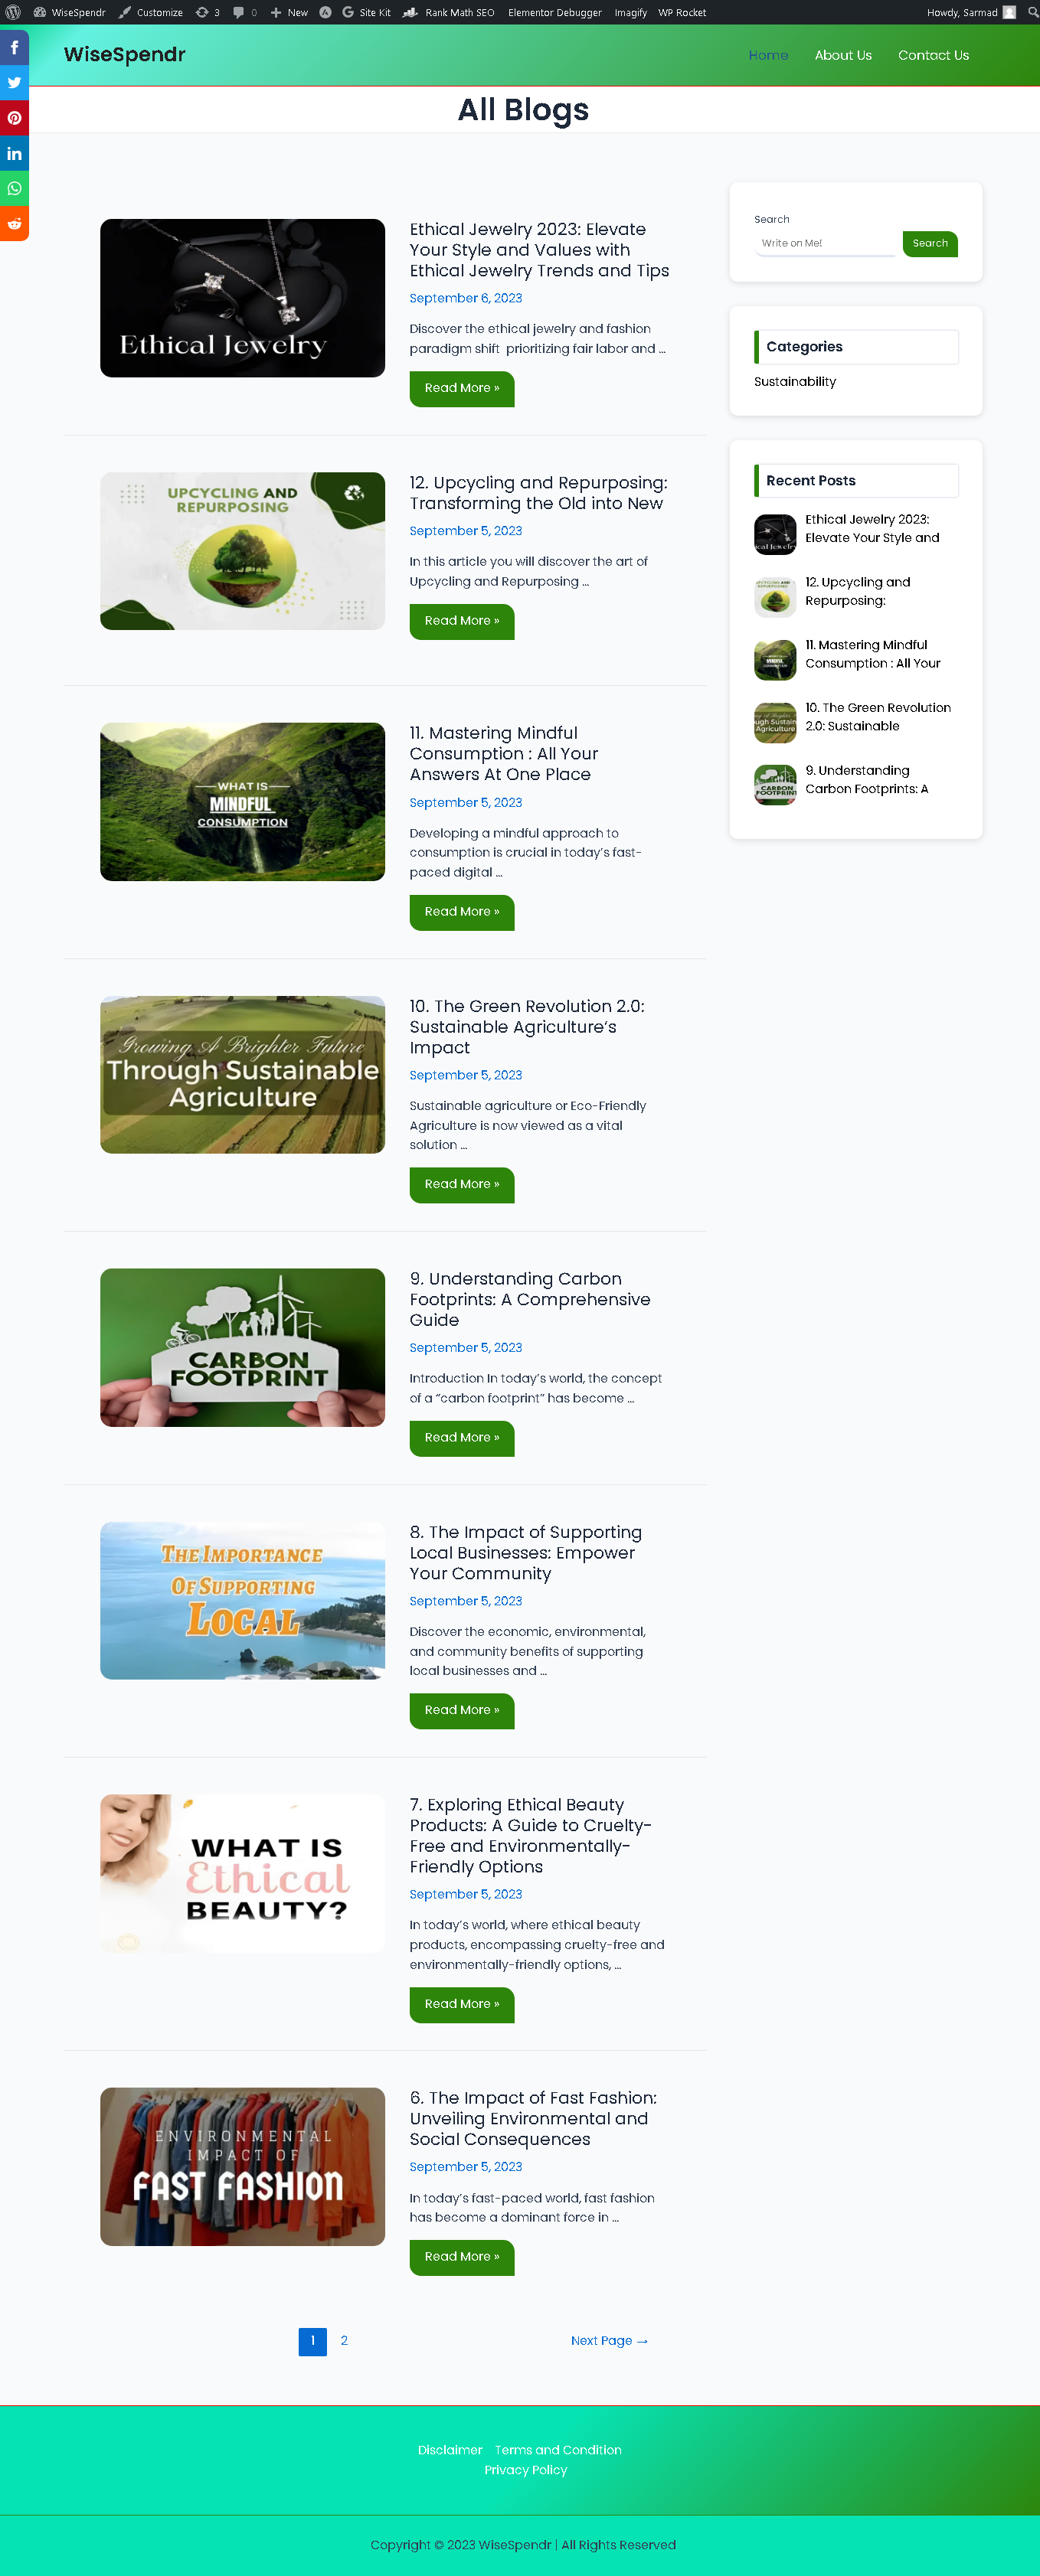 WiseSpendr Customize 3 0 New Site Kit Rank Math SEO Elementor Debugger Imagify WP Rocket Howdy, Sarmad
WiseSpendr
Home About Us Contact Us
All Blogs
Ethical Jewelry
Ethical Jewelry 2023: Elevate
Your Style and Values with
Ethical Jewelry Trends and Tips
September 6, 2023
Discover the ethical jewelry and fashion
paradigm shift prioritizing fair labor and ...
Read More »
UPCYCLING AND
REPURPOSING
12. Upcycling and Repurposing:
Transforming the Old into New
September 5, 2023
In this article you will discover the art of
Upcycling and Repurposing ...
Read More »
WHAT IS
MINDFUL
CONSUMPTION
11. Mastering Mindful
Consumption : All Your
Answers At One Place
September 5, 2023
Developing a mindful approach to
consumption is crucial in today’s fast-
paced digital ...
Read More »
Growing A Brighter Future
Through Sustainable
Agriculture
10. The Green Revolution 2.0:
Sustainable Agriculture’s
Impact
September 5, 2023
Sustainable agriculture or Eco-Friendly
Agriculture is now viewed as a vital
solution ...
Read More »
CARBON
FOOTPRINT
9. Understanding Carbon
Footprints: A Comprehensive
Guide
September 5, 2023
Introduction In today’s world, the concept
of a “carbon footprint” has become ...
Read More »
THE IMPORTANCE
OF SUPPORTING
LOCAL
8. The Impact of Supporting
Local Businesses: Empower
Your Community
September 5, 2023
Discover the economic, environmental,
and community benefits of supporting
local businesses and ...
Read More »
WHAT IS
Ethical
BEAUTY?
7. Exploring Ethical Beauty
Products: A Guide to Cruelty-
Free and Environmentally-
Friendly Options
September 5, 2023
In today’s world, where ethical beauty
products, encompassing cruelty-free and
environmentally-friendly options, ...
Read More »
ENVIRONMENTAL
IMPACT OF
FAST FASHION
6. The Impact of Fast Fashion:
Unveiling Environmental and
Social Consequences
September 5, 2023
In today’s fast-paced world, fast fashion
has become a dominant force in ...
Read More »
1 2 Next Page →
Search
Write on Me! Search
Categories
Sustainability
Recent Posts
Ethical Jewelry 2023:
Elevate Your Style and
12. Upcycling and
Repurposing:
11. Mastering Mindful
Consumption : All Your
10. The Green Revolution
2.0: Sustainable
9. Understanding
Carbon Footprints: A
Disclaimer Terms and Condition
Privacy Policy
Copyright © 2023 WiseSpendr | All Rights Reserved